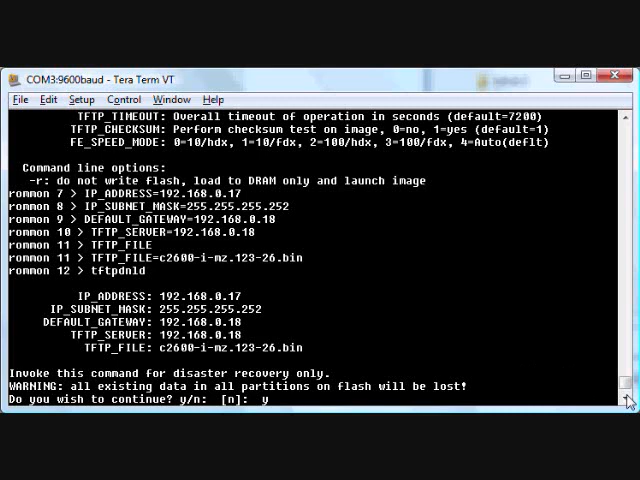 COM3:9600baud - Tera Term VT
File Edit Setup Control Window Help
TFTP_TIMEOUT: Overall timeout of operation in seconds (default=7200)
TFTP_CHECKSUM: Perform checksum test on image, 0=no, 1=yes (default=1)
FE_SPEED_MODE: 0=10/hdx, 1=10/fdx, 2=100/hdx, 3=100/fdx, 4=Auto(deflt)
Command line options:
-r: do not write flash, load to DRAM only and launch image
rommon 7 > IP_ADDRESS=192.168.0.17
rommon 8 > IP_SUBNET_MASK=255.255.255.252
rommon 9 > DEFAULT_GATEWAY=192.168.0.18
rommon 10 > TFTP_SERVER=192.168.0.18
rommon 11 > TFTP_FILE
rommon 11 > TFTP_FILE=c2600-i-mz.123-26.bin
rommon 12 > tftpdnld
IP_ADDRESS: 192.168.0.17
IP_SUBNET_MASK: 255.255.255.252
DEFAULT_GATEWAY: 192.168.0.18
TFTP_SERVER: 192.168.0.18
TFTP_FILE: c2600-i-mz.123-26.bin
Invoke this command for disaster recovery only.
WARNING: all existing data in all partitions on flash will be lost!
Do you wish to continue? y/n:  [n]:  y